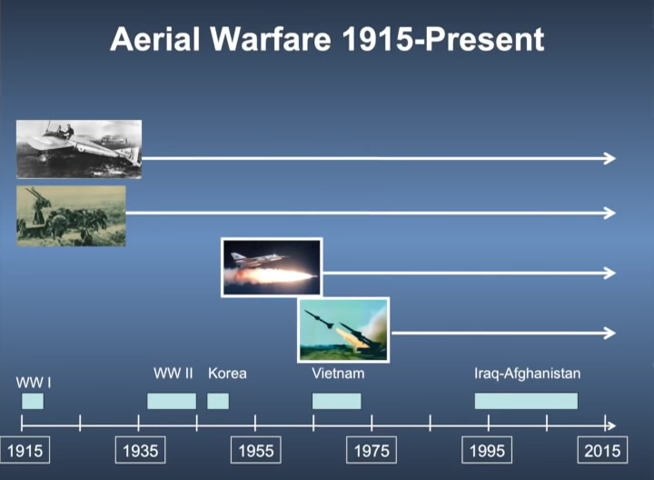 Aerial Warfare 1915-Present
WW I
WW II
Korea
Vietnam
Iraq-Afghanistan
1915
1935
1955
1975
1995
2015